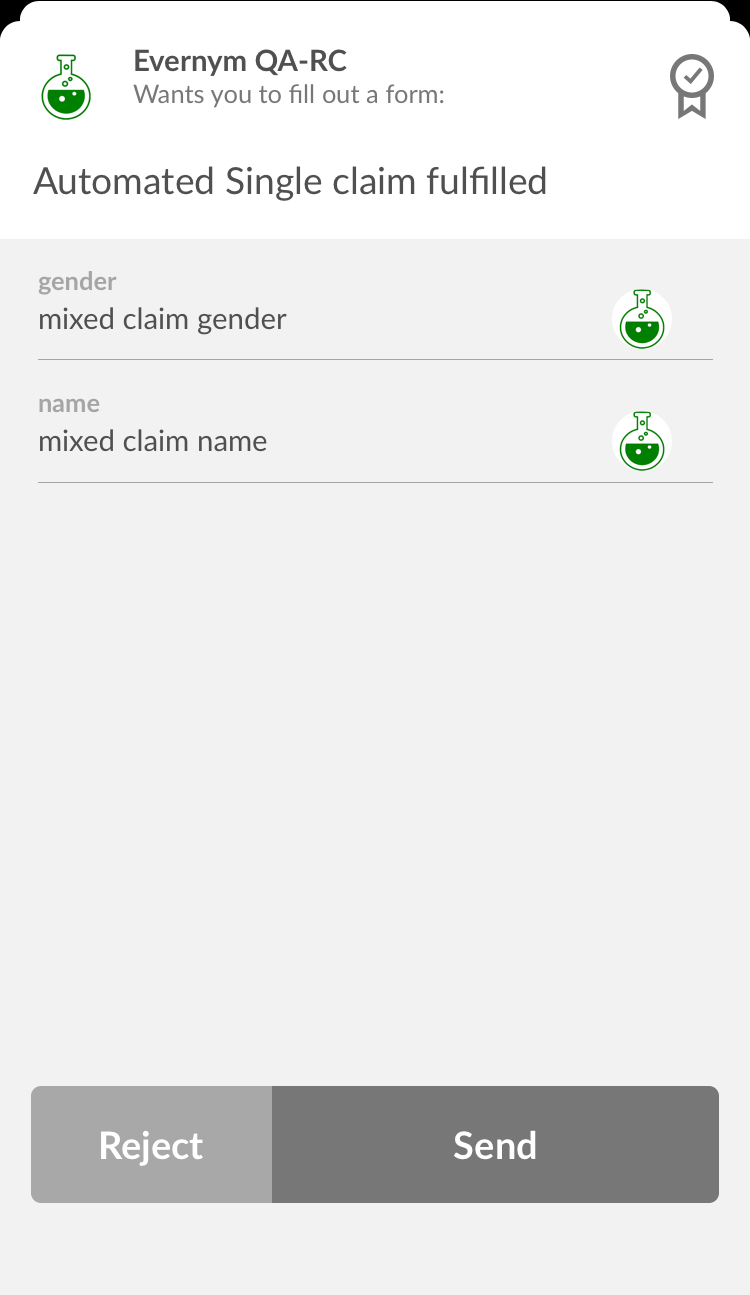 Evernym QA-RC
Wants you to fill out a form:
Automated Single claim fulfilled
gender
mixed claim gender
name
mixed claim name
Reject
Send